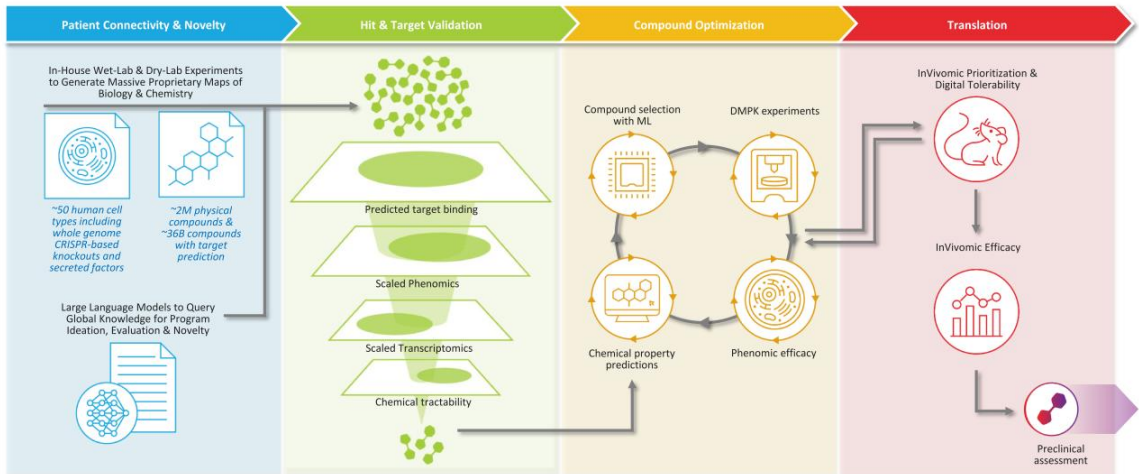 Patient Connectivity & Novelty
Hit & Target Validation
Compound Optimization
Translation
In-House Wet-Lab & Dry-Lab Experiments
to Generate Massive Proprietary Maps of
Biology & Chemistry
~50 human cell
types including
whole genome
CRISPR-based
knockouts and
secreted factors
~2M physical
compounds &
~36B compounds
with target
prediction
Large Language Models to Query
Global Knowledge for Program
Ideation, Evaluation & Novelty
Predicted target binding
Scaled Phenomics
Scaled Transcriptomics
Chemical tractability
Compound selection
with ML
DMPK experiments
Chemical property
predictions
Phenomic efficacy
InVivomic Prioritization &
Digital Tolerability
InVivomic Efficacy
Preclinical
assessment